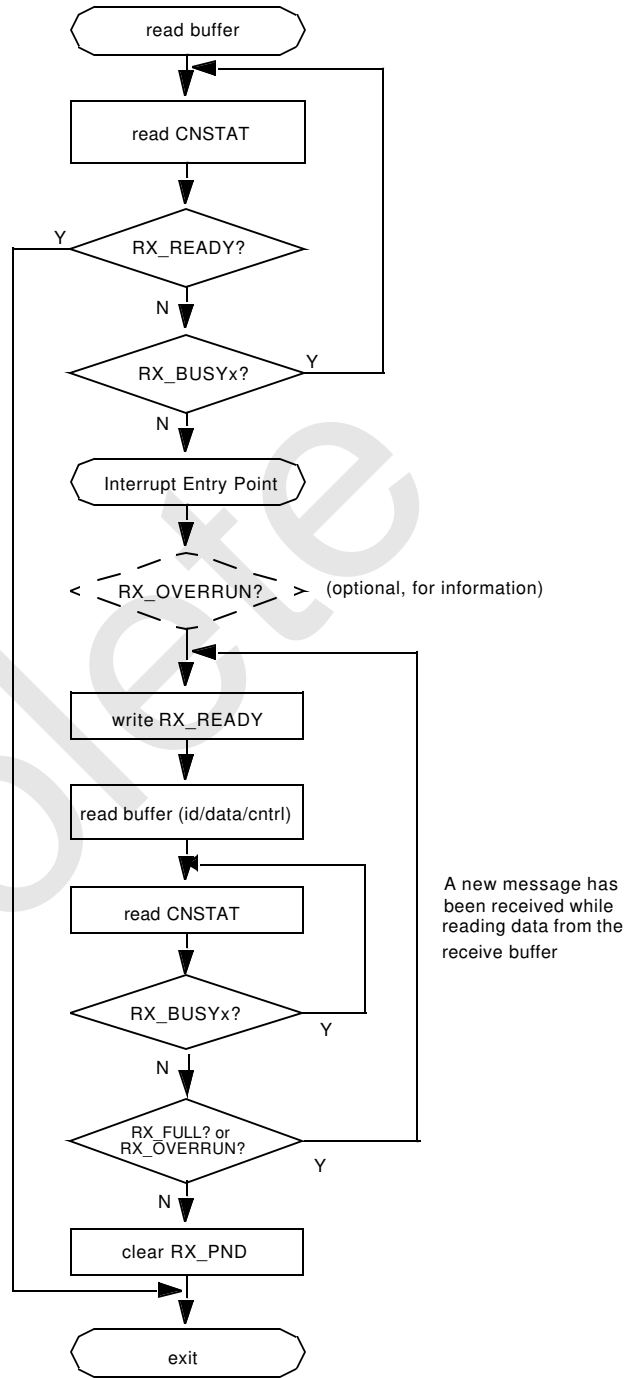 read buffer
read CNSTAT
Y
RX_READY?
N
RX_BUSYx?
Y
N
Interrupt Entry Point
RX_OVERRUN?
(optional, for information)
write RX_READY
read buffer (id/data/cntrl)
read CNSTAT
A new message has
been received while
reading data from the
receive buffer
RX_BUSYx?
Y
N
RX_FULL? or
RX_OVERRUN?
Y
N
clear RX_PND
exit
olete